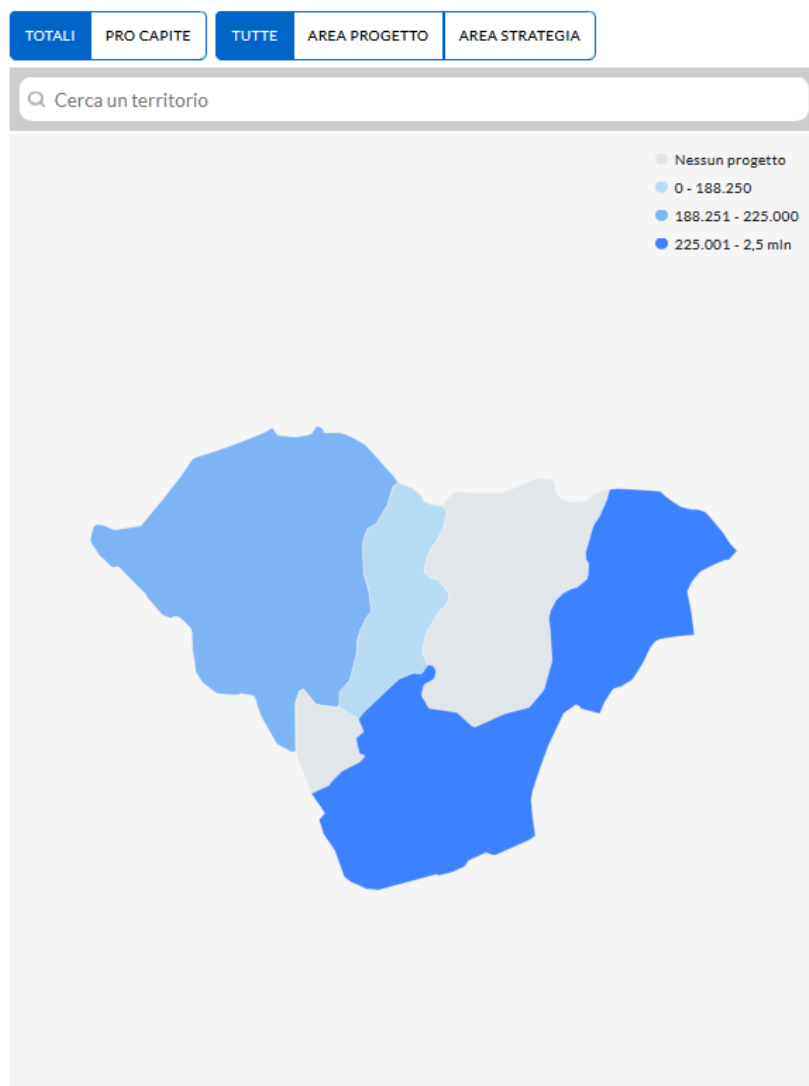 TOTALI PRO CAPITE TUTTE AREA PROGETTO AREA STRATEGIA
Cerca un territorio
Nessun progetto
0 - 188.250
188.251 - 225.000
225.001 - 2,5 mln